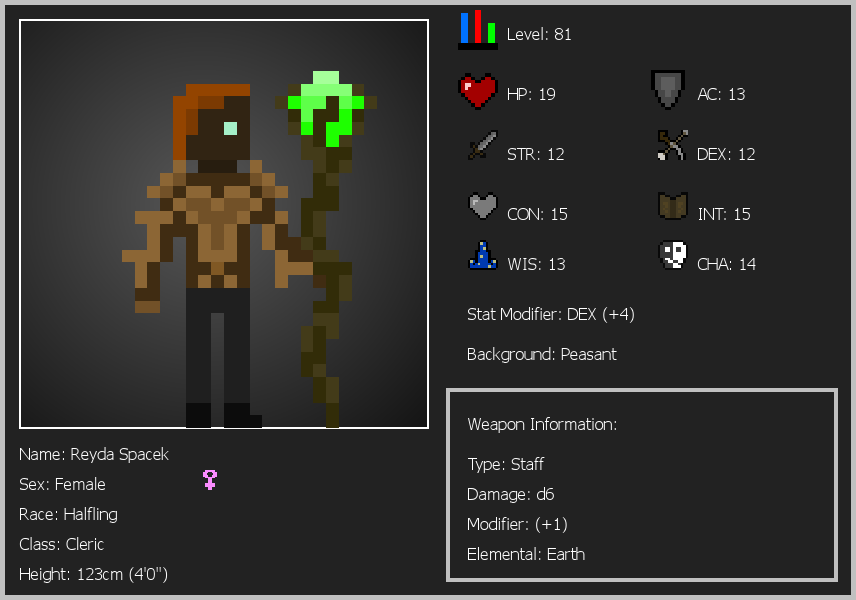 Level: 81
HP: 19
AC: 13
STR: 12
DEX: 12
CON: 15
INT: 15
WIS: 13
CHA: 14
Stat Modifier: DEX (+4)
Background: Peasant
Weapon Information:
Type: Staff
Damage: d6
Modifier: (+1)
Elemental: Earth
Name: Reyda Spacek
Sex: Female
Race: Halfling
Class: Cleric
Height: 123cm (4'0")